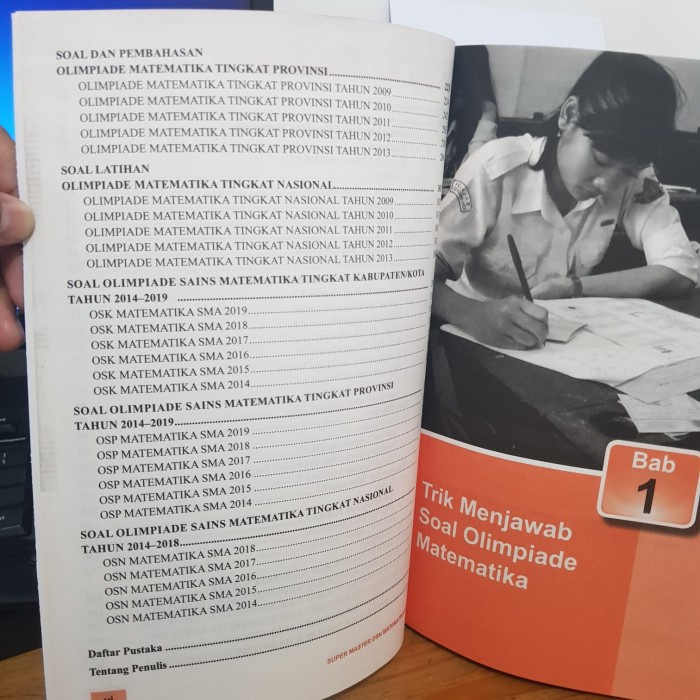 SOAL DAN PEMBAHASAN
OLIMPIADE MATEMATIKA TINGKAT PROVINSI
OLIMPIADE MATEMATIKA TINGKAT PROVINSI TAHUN 2009
OLIMPIADE MATEMATIKA TINGKAT PROVINSI TAHUN 2010
OLIMPIADE MATEMATIKA TINGKAT PROVINSI TAHUN 2011
OLIMPIADE MATEMATIKA TINGKAT PROVINSI TAHUN 2012
OLIMPIADE MATEMATIKA TINGKAT PROVINSI TAHUN 2013
SOAL LATIHAN
OLIMPIADE MATEMATIKA TINGKAT NASIONAL
OLIMPIADE MATEMATIKA TINGKAT NASIONAL TAHUN 2009
OLIMPIADE MATEMATIKA TINGKAT NASIONAL TAHUN 2010
OLIMPIADE MATEMATIKA TINGKAT NASIONAL TAHUN 2011
OLIMPIADE MATEMATIKA TINGKAT NASIONAL TAHUN 2012
OLIMPIADE MATEMATIKA TINGKAT NASIONAL TAHUN 2013
SOAL OLIMPIADE SAINS MATEMATIKA TINGKAT KABUPATEN/KOTA
TAHUN 2014–2019
OSK MATEMATIKA SMA 2019
OSK MATEMATIKA SMA 2018
OSK MATEMATIKA SMA 2017
OSK MATEMATIKA SMA 2016
OSK MATEMATIKA SMA 2015
OSK MATEMATIKA SMA 2014
SOAL OLIMPIADE SAINS MATEMATIKA TINGKAT PROVINSI
TAHUN 2014–2019
OSP MATEMATIKA SMA 2019
OSP MATEMATIKA SMA 2018
OSP MATEMATIKA SMA 2017
OSP MATEMATIKA SMA 2016
OSP MATEMATIKA SMA 2015
OSP MATEMATIKA SMA 2014
SOAL OLIMPIADE SAINS MATEMATIKA TINGKAT NASIONAL
TAHUN 2014–2018
OSN MATEMATIKA SMA 2018
OSN MATEMATIKA SMA 2017
OSN MATEMATIKA SMA 2016
OSN MATEMATIKA SMA 2015
OSN MATEMATIKA SMA 2014
Daftar Pustaka
Tentang Penulis
SUPER MASTER OSN
Bab
1
Trik Menjawab
Soal Olimpiade
Matematika